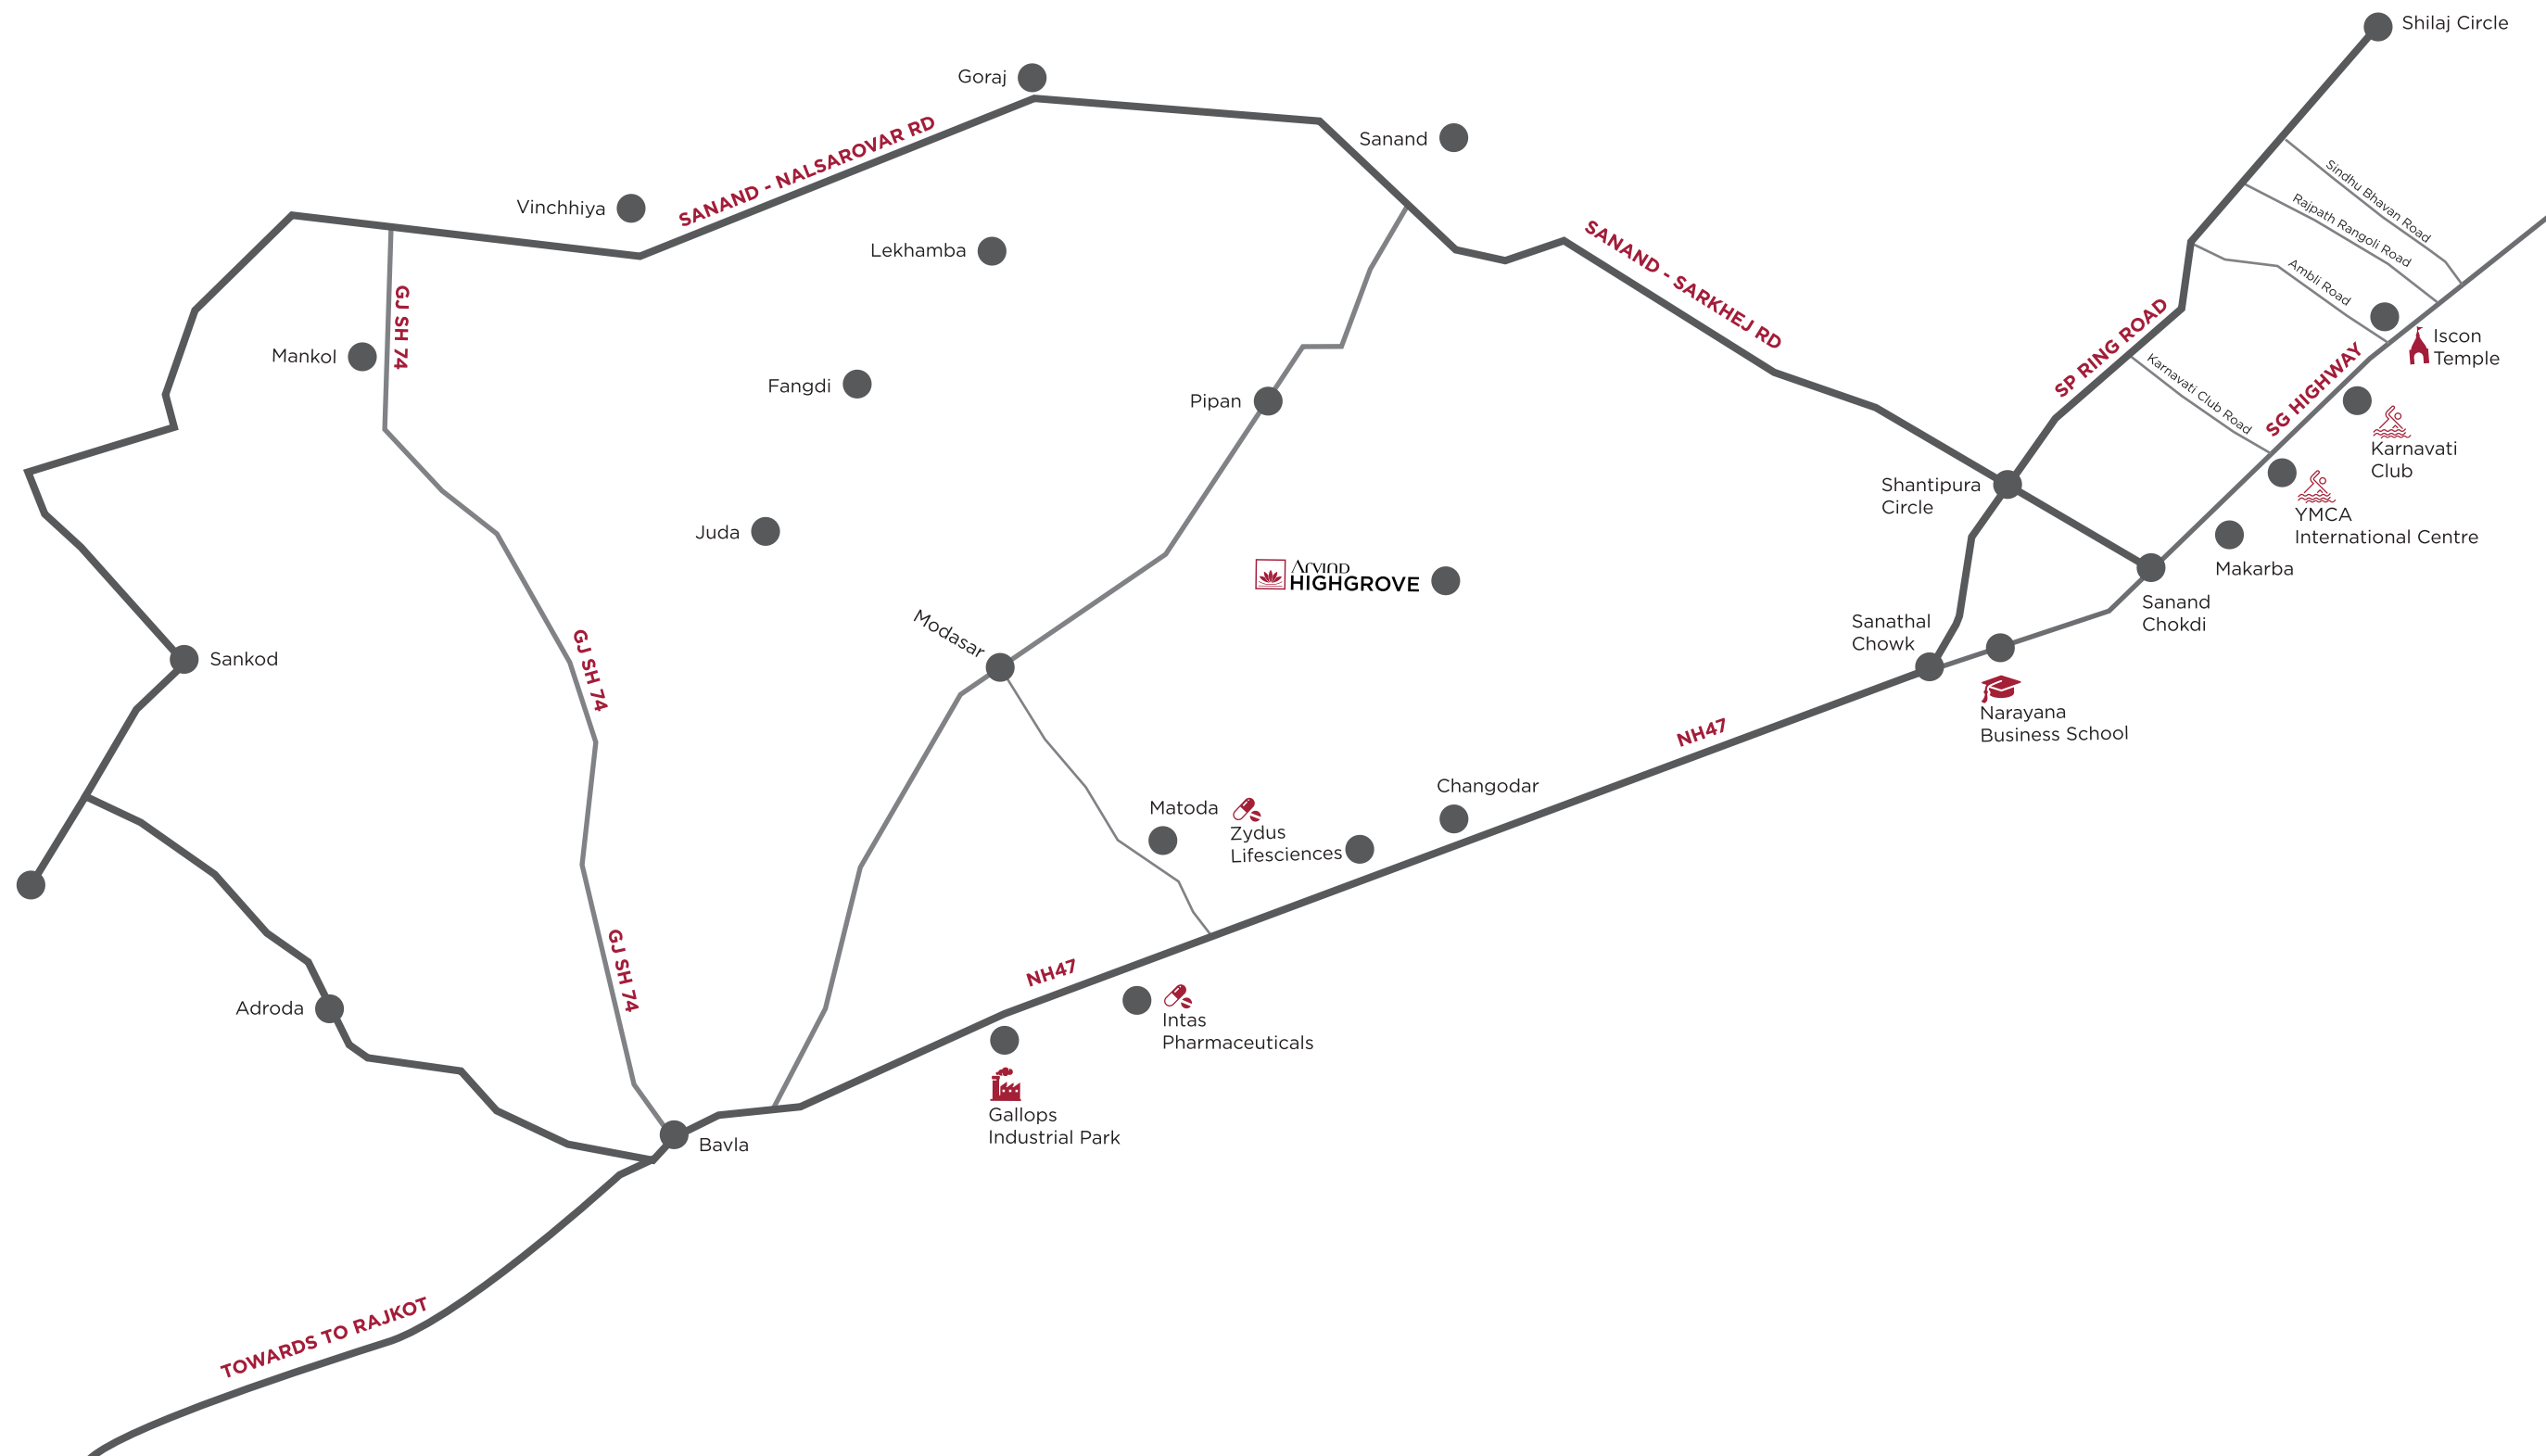 Shilaj Circle
Goraj
Sanand
SANAND - NALSAROVAR RD
Vinchhiya
Lekhamba
SANAND - SARKHEJ RD
Sindhu Bhavan Road
Rajpath Rangoli Road
Ambli Road
Karnavati Club Road
SP RING ROAD
SG HIGHWAY
Iscon
Temple
GJ SH 74
Mankol
Fangdi
Pipan
Karnavati
Club
Shantipura
Circle
YMCA
International Centre
Juda
Makarba
Arvind
HIGHGROVE
Sanand
Chokdi
Modasar
Sanathal
Chowk
Sankod
GJ SH 74
Narayana
Business School
NH47
Changodar
Matoda
Zydus
Lifesciences
GJ SH 74
NH47
Adroda
Intas
Pharmaceuticals
Gallops
Industrial Park
Bavla
TOWARDS TO RAJKOT